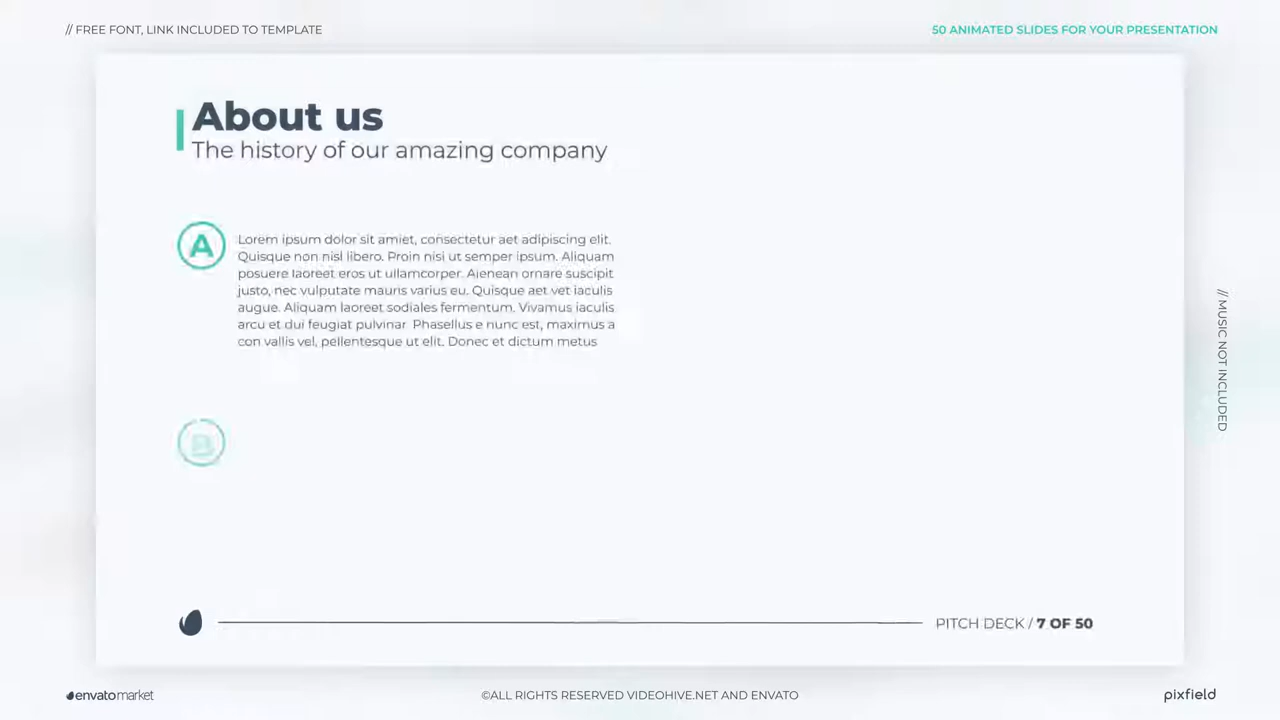 // FREE FONT, LINK INCLUDED TO TEMPLATE
50 ANIMATED SLIDES FOR YOUR PRESENTATION
About us
The history of our amazing company
A
Lorem ipsum dolor sit amiet, consectetur aet adipiscing elit.
Quisque non nisl libero. Proin nisi ut semper ipsum. Aliquam
posuere laoreet eros ut ullamcorper. Aienean ornare suscipit
justo, nec vulputate mauris varius eu. Quisque aet vet iaculis
augue. Aliquam laoreet sodiales fermentum. Vivamus iaculis
arcu et dui feugiat pulvinar. Phasellus e nunc est, maximus a
con vallis vel, pellentesque ut elit. Donec et dictum metus
B
// MUSIC NOT INCLUDED
PITCH DECK / 7 OF 50
envatomarket
©ALL RIGHTS RESERVED VIDEOHIVE.NET AND ENVATO
pixfield